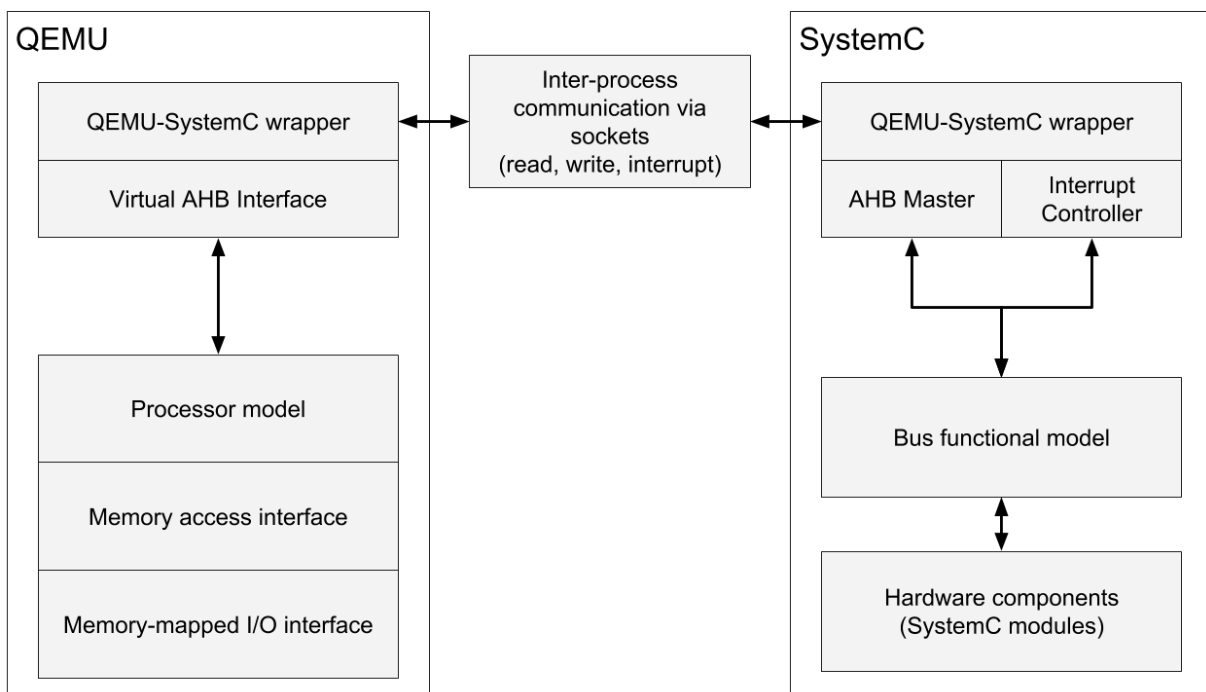 QEMU
QEMU-SystemC wrapper
Virtual AHB Interface
Processor model
Memory access interface
Memory-mapped I/O interface
Inter-process
communication via
sockets
(read, write, interrupt)
SystemC
QEMU-SystemC wrapper
AHB Master
Interrupt
Controller
Bus functional model
Hardware components
(SystemC modules)